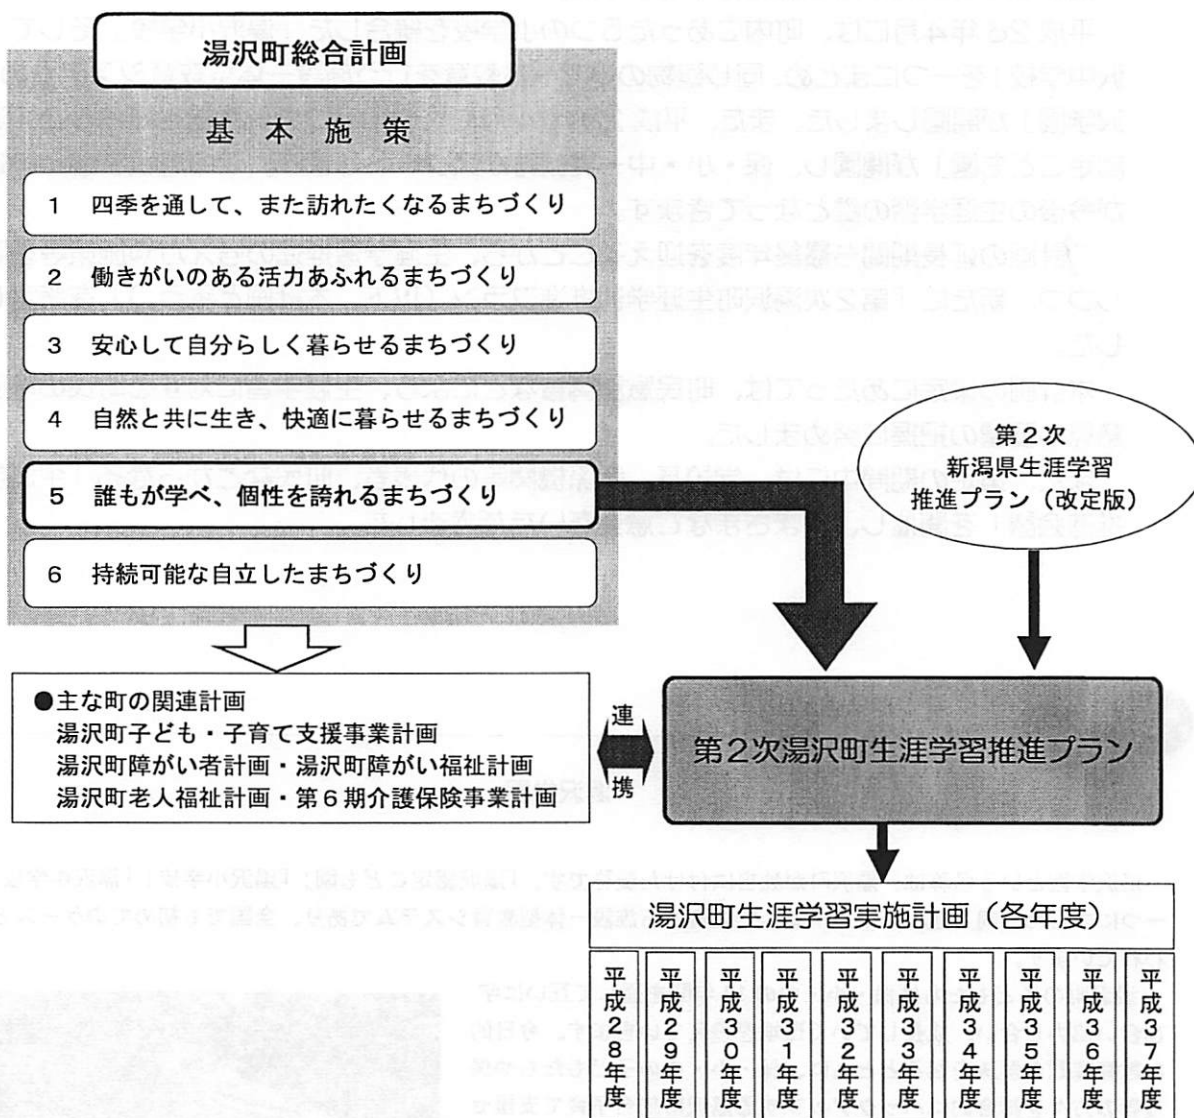 湯沢町総合計画
基本施策
1 四季を通して、また訪れたくなるまちづくり
2 働きがいのある活力あふれるまちづくり
3 安心して自分らしく暮らせるまちづくり
4 自然と共に生き、快適に暮らせるまちづくり
5 誰もが学べ、個性を誇れるまちづくり
6 持続可能な自立したまちづくり
第2次
新潟県生涯学習
推進プラン（改定版）
●主な町の関連計画
湯沢町子ども・子育て支援事業計画
湯沢町障がい者計画・湯沢町障がい福祉計画
湯沢町老人福祉計画・第6期介護保険事業計画
連携
第2次湯沢町生涯学習推進プラン
湯沢町生涯学習実施計画（各年度）
平成28年度
平成29年度
平成30年度
平成31年度
平成32年度
平成33年度
平成34年度
平成35年度
平成36年度
平成37年度